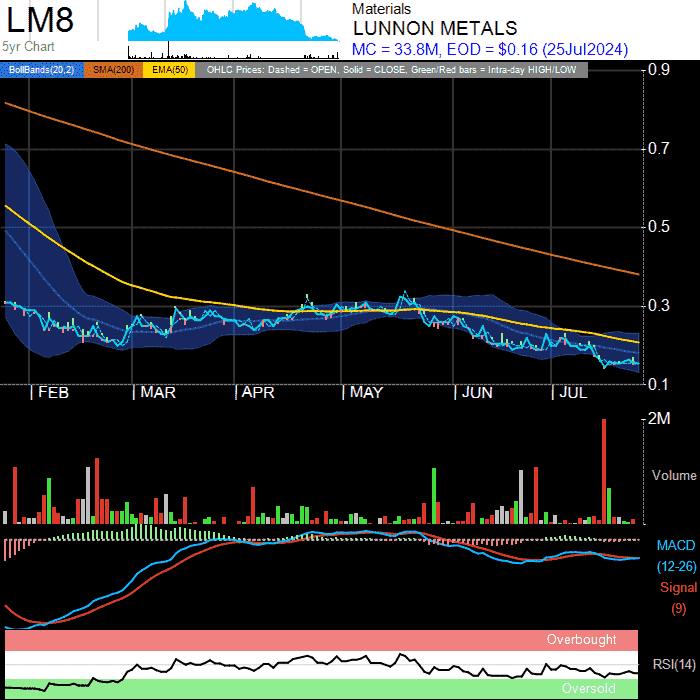 LM8
5yr Chart
Materials
LUNNON METALS
MC = 33.8M, EOD = $0.16 (25Jul2024)
BollBands(20,2) SMA(200) EMA(50) OHLC Prices: Dashed = OPEN, Solid = CLOSE, Green/Red bars = Intra-day HIGH/LOW
0.9
0.7
0.5
0.3
0.1
FEB MAR APR MAY JUN JUL
2M
Volume
MACD
(12-26)
Signal
(9)
Overbought
RSI(14)
Oversold